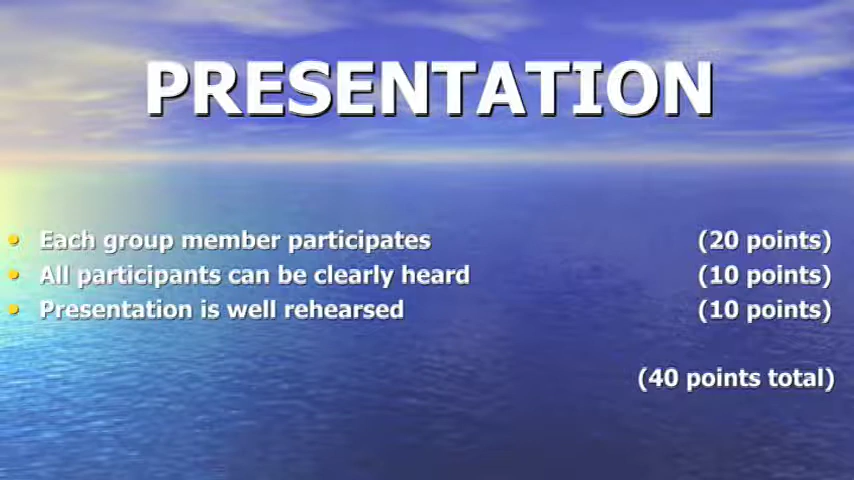 PRESENTATION
• Each group member participates (20 points)
• All participants can be clearly heard (10 points)
• Presentation is well rehearsed (10 points)
(40 points total)